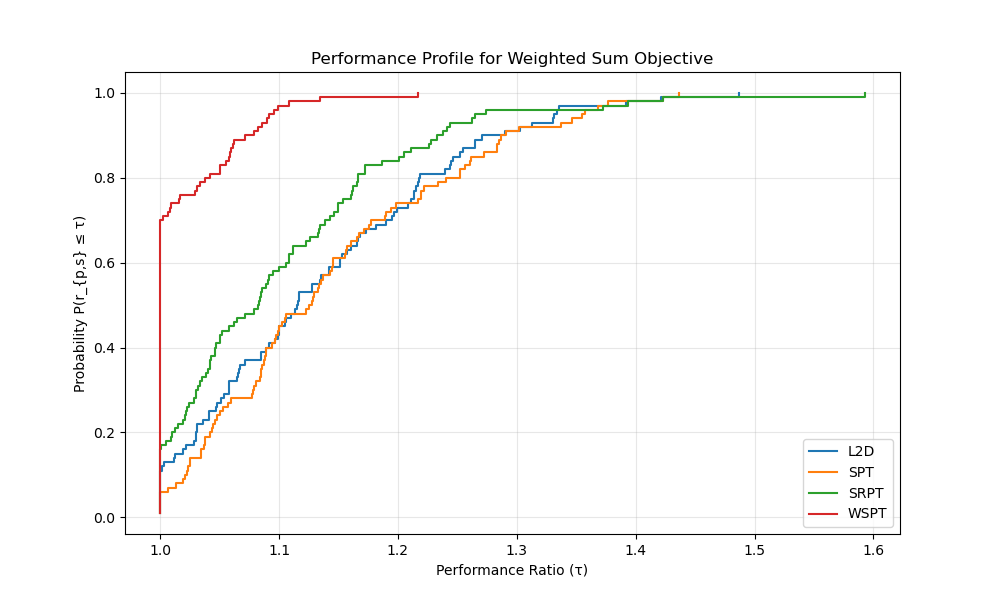 Performance Profile for Weighted Sum Objective
Probability P(r_{p,s} ≤ τ)
1.0
0.8
0.6
0.4
0.2
0.0
1.0 1.1 1.2 1.3 1.4 1.5 1.6
Performance Ratio (τ)
L2D
SPT
SRPT
WSPT